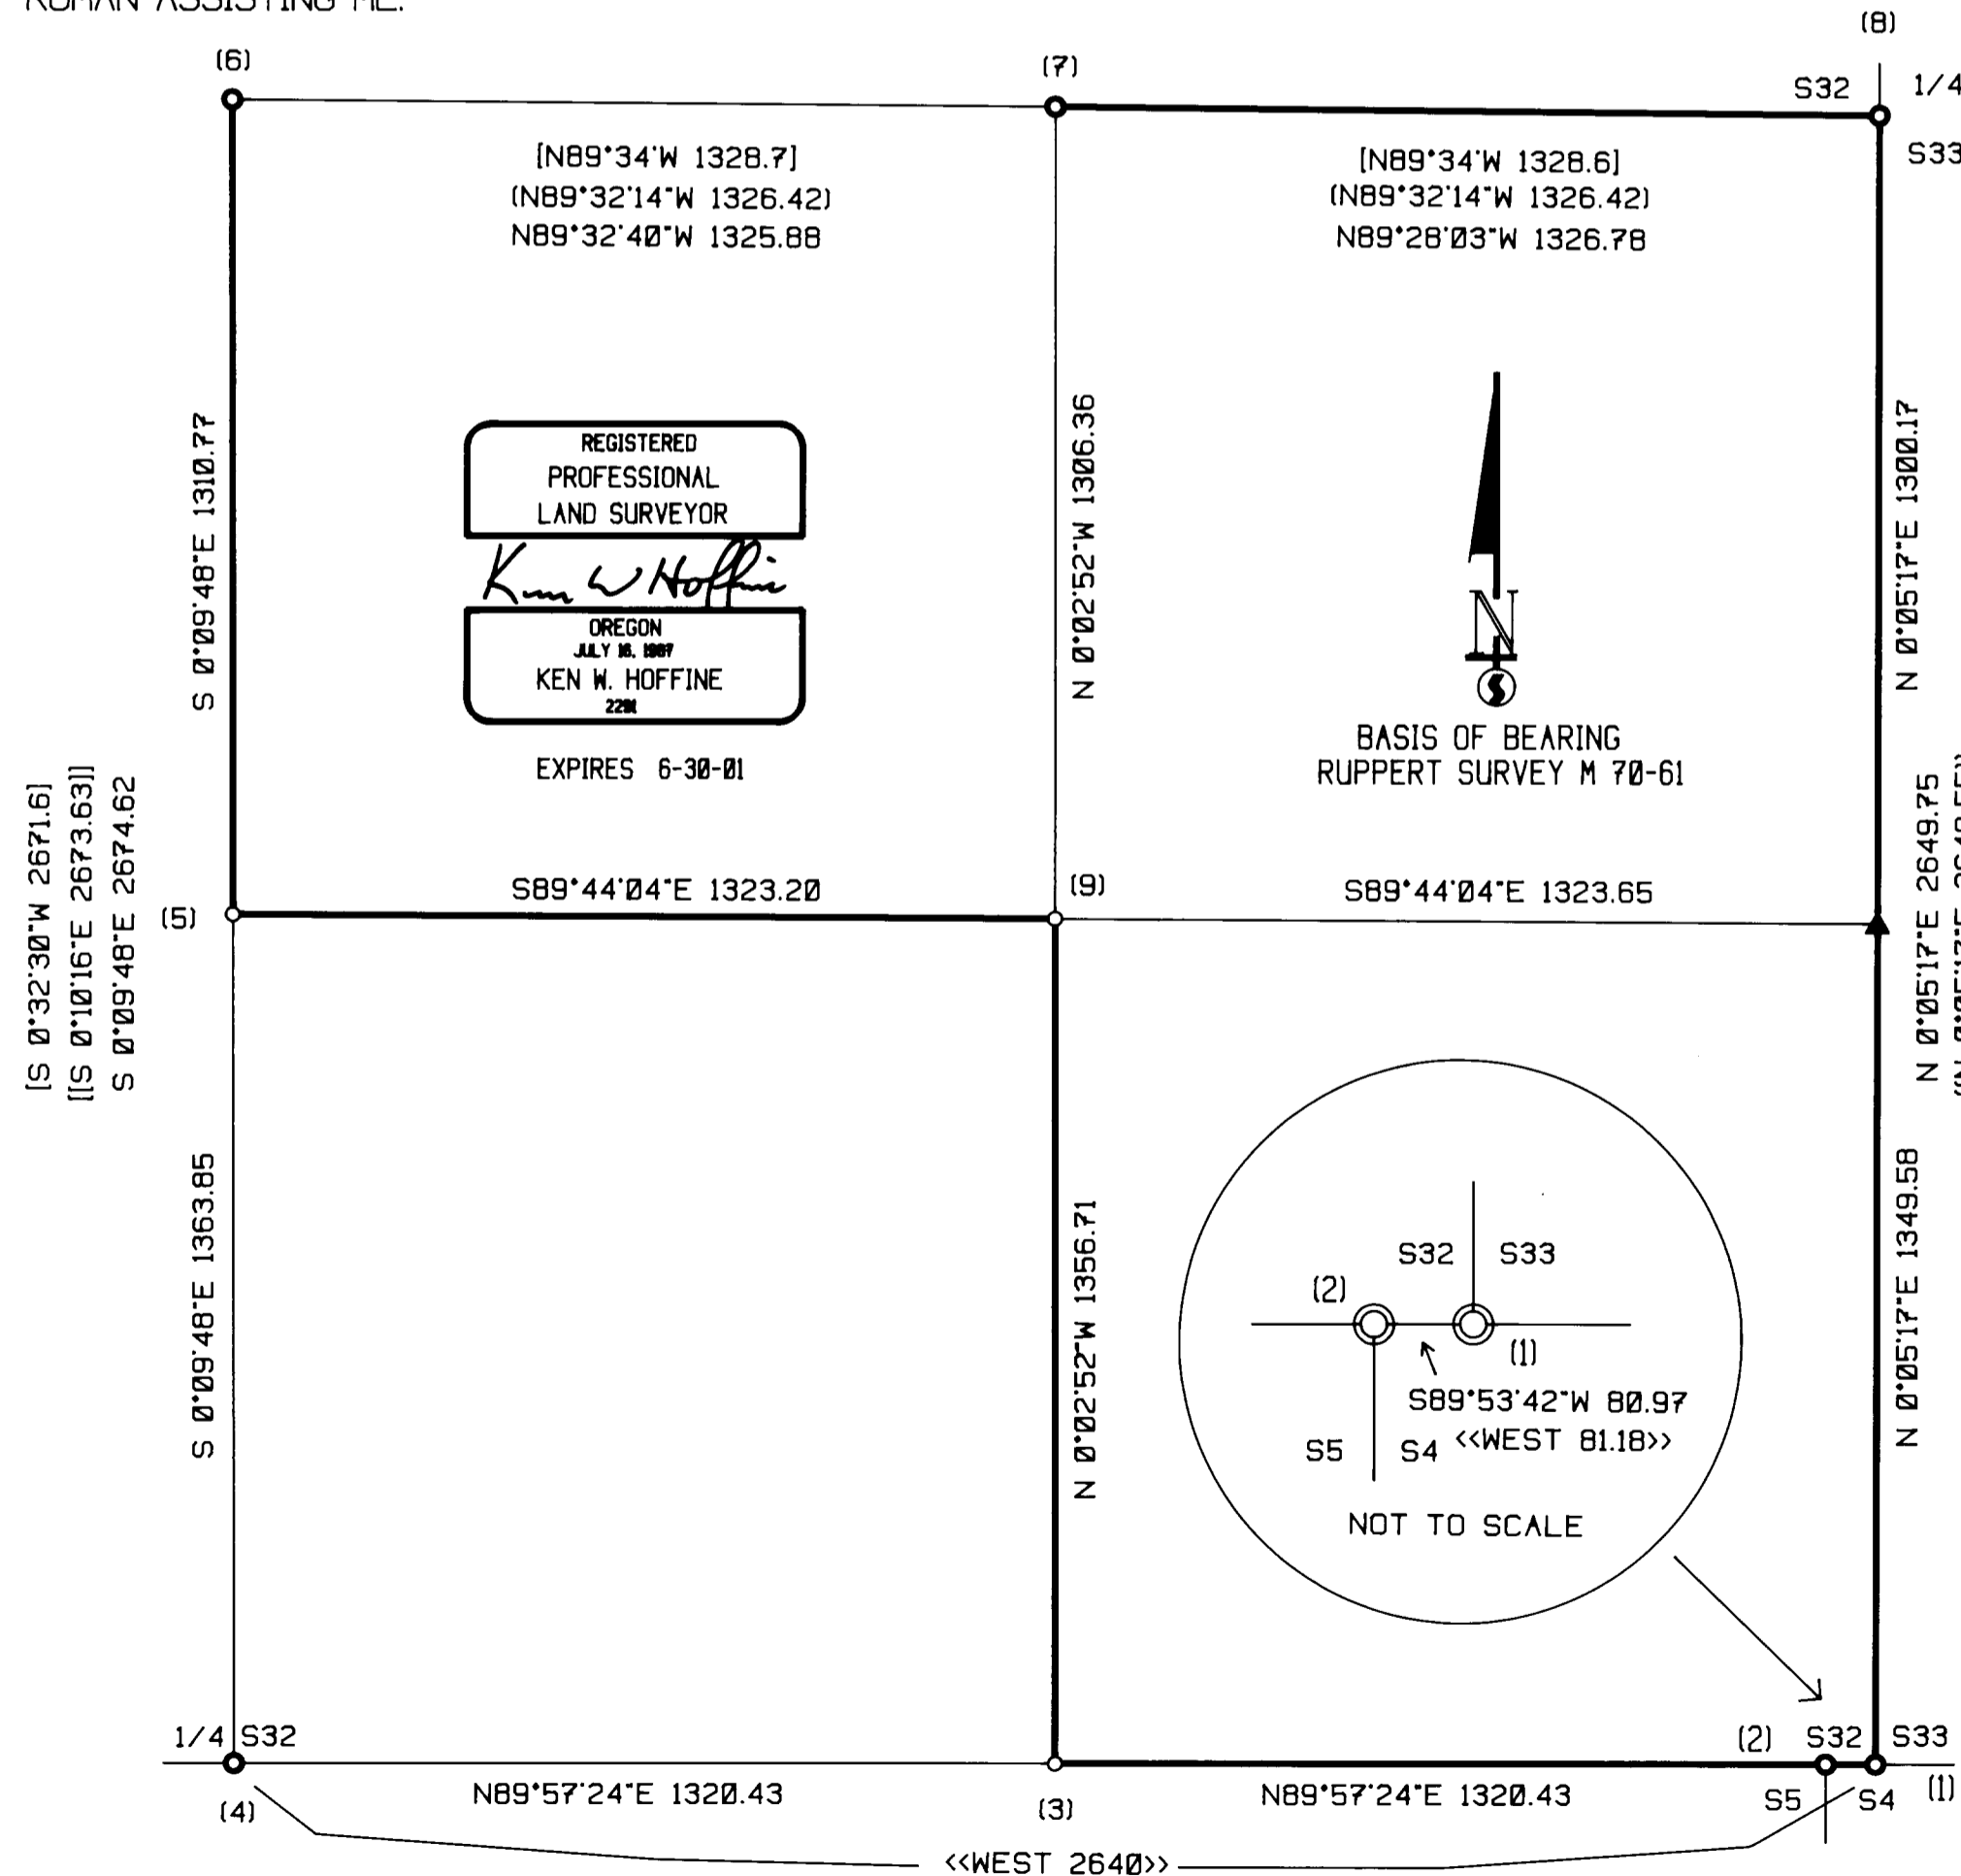 (8)
(6)
(7)
S32
1/4
S33
[N89°34'W 1328.7]
(N89°32'14"W 1326.42)
N89°32'40"W 1325.88
[N89°34'W 1328.6]
(N89°32'14"W 1326.42)
N89°28'03"W 1326.78
S 0°09'48"E 1310.77
REGISTERED
PROFESSIONAL
LAND SURVEYOR
Ken W Hoffine
OREGON
JULY 16, 1987
KEN W. HOFFINE
EXPIRES 6-30-01
N 0°02'52"W 1306.36
N
S
BASIS OF BEARING
RUPPERT SURVEY M 70-61
N 0°05'17"E 1300.17
[S 0°32'30"W 2671.6]
[[S 0°10'16"E 2673.63]]
S 0°09'48"E 2674.62
S89°44'04"E 1323.20
(9)
S89°44'04"E 1323.65
(5)
N 0°05'17"E 2649.75
S 0°09'48"E 1363.85
N 0°02'52"W 1356.71
S32
S33
(2)
(1)
S89°53'42"W 80.97
<<WEST 81.18>>
S5
S4
NOT TO SCALE
N 0°05'17"E 1349.58
1/4
S32
(2)
S32
S33
N89°57'24"E 1320.43
N89°57'24"E 1320.43
S5
S4
(1)
(4)
(3)
<<WEST 2640>>